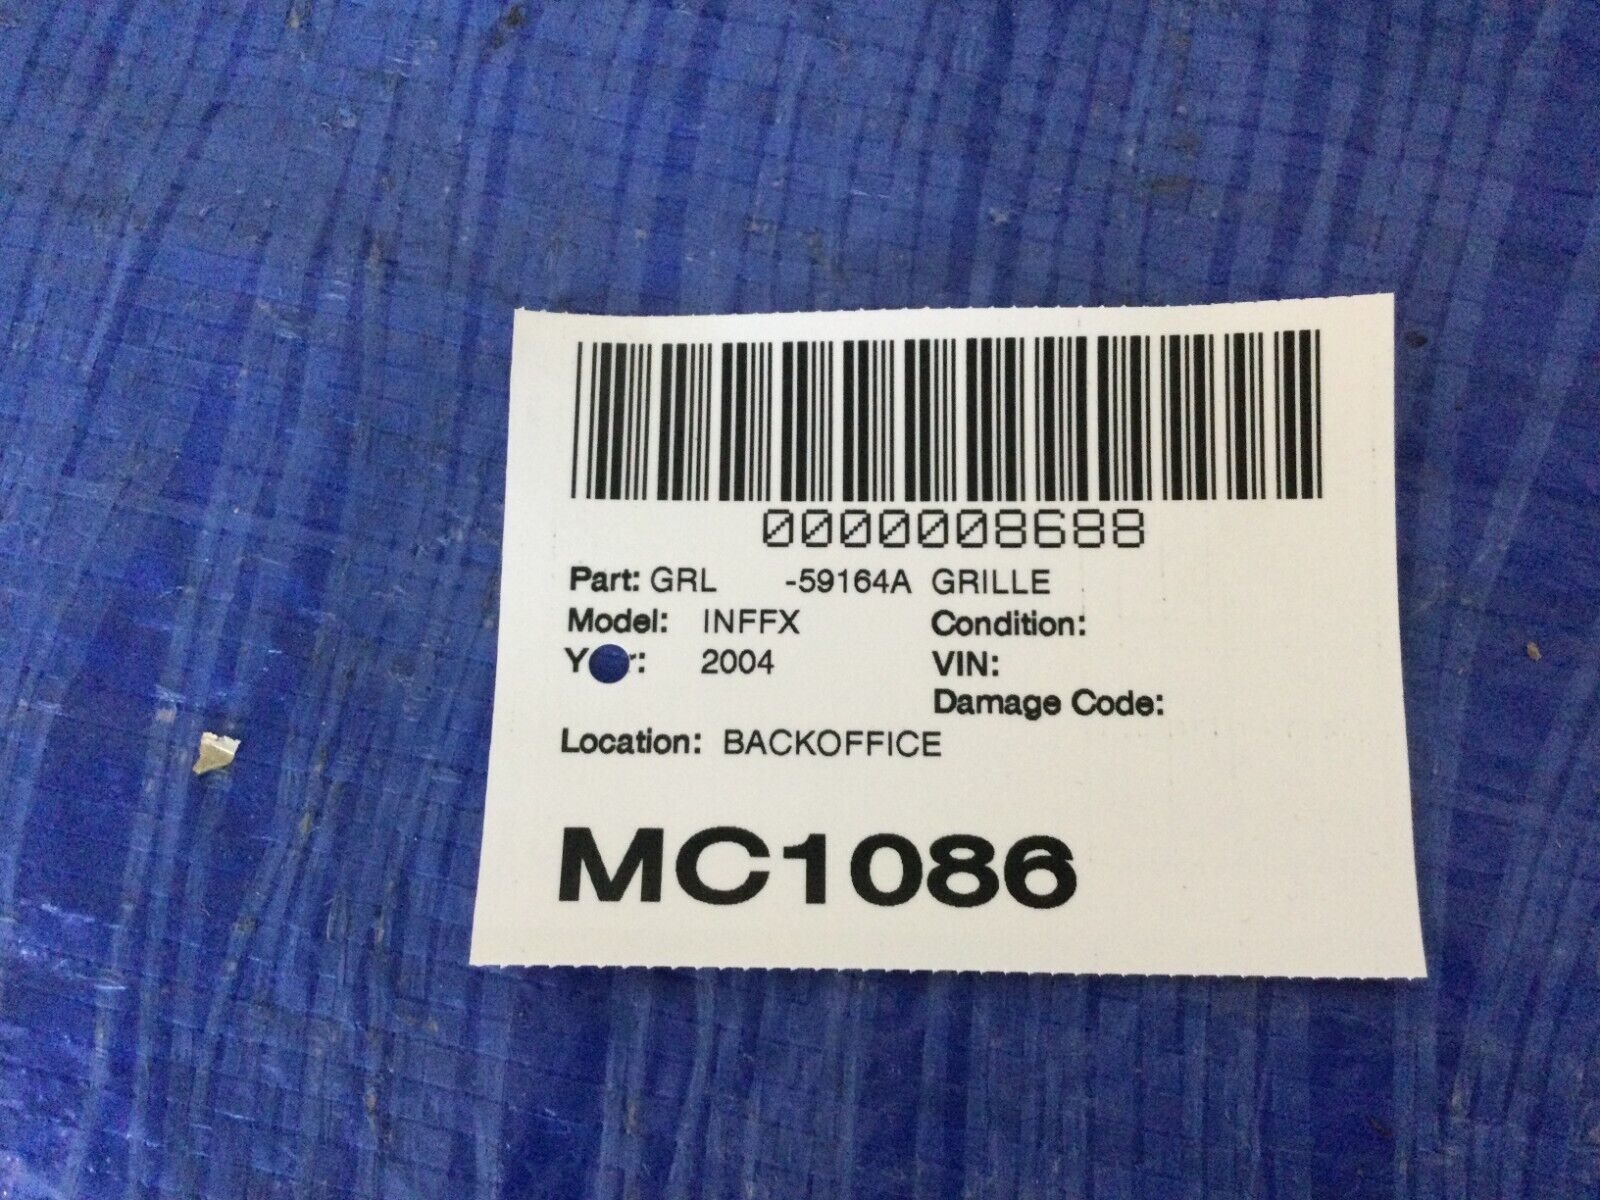 0000008688
Part: GRL -59164A GRILLE
Model: INFFX Condition:
2004 VIN:
Damage Code:
Location: BACKOFFICE
MC1086